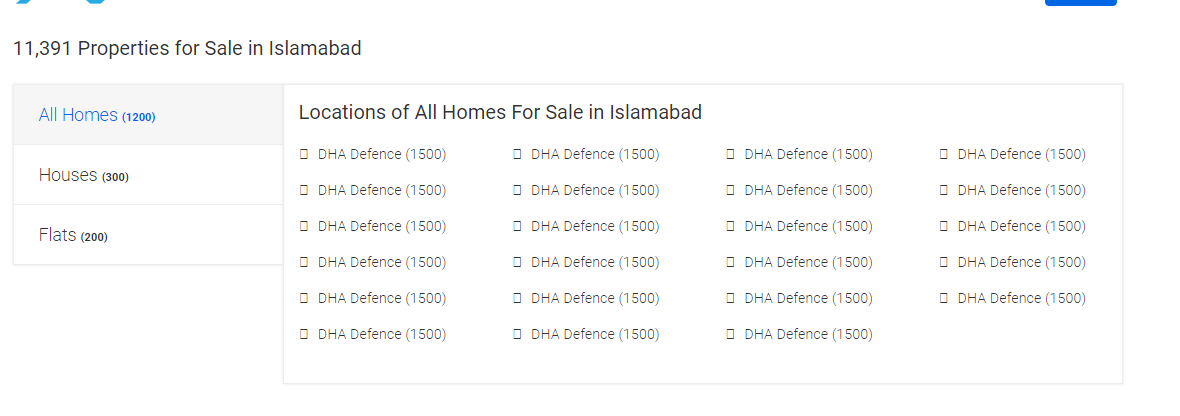 11,391 Properties for Sale in Islamabad
All Homes (1200)
Houses (300)
Flats (200)
Locations of All Homes For Sale in Islamabad
DHA Defence (1500) DHA Defence (1500) DHA Defence (1500) DHA Defence (1500)
DHA Defence (1500) DHA Defence (1500) DHA Defence (1500) DHA Defence (1500)
DHA Defence (1500) DHA Defence (1500) DHA Defence (1500) DHA Defence (1500)
DHA Defence (1500) DHA Defence (1500) DHA Defence (1500) DHA Defence (1500)
DHA Defence (1500) DHA Defence (1500) DHA Defence (1500) DHA Defence (1500)
DHA Defence (1500) DHA Defence (1500) DHA Defence (1500)